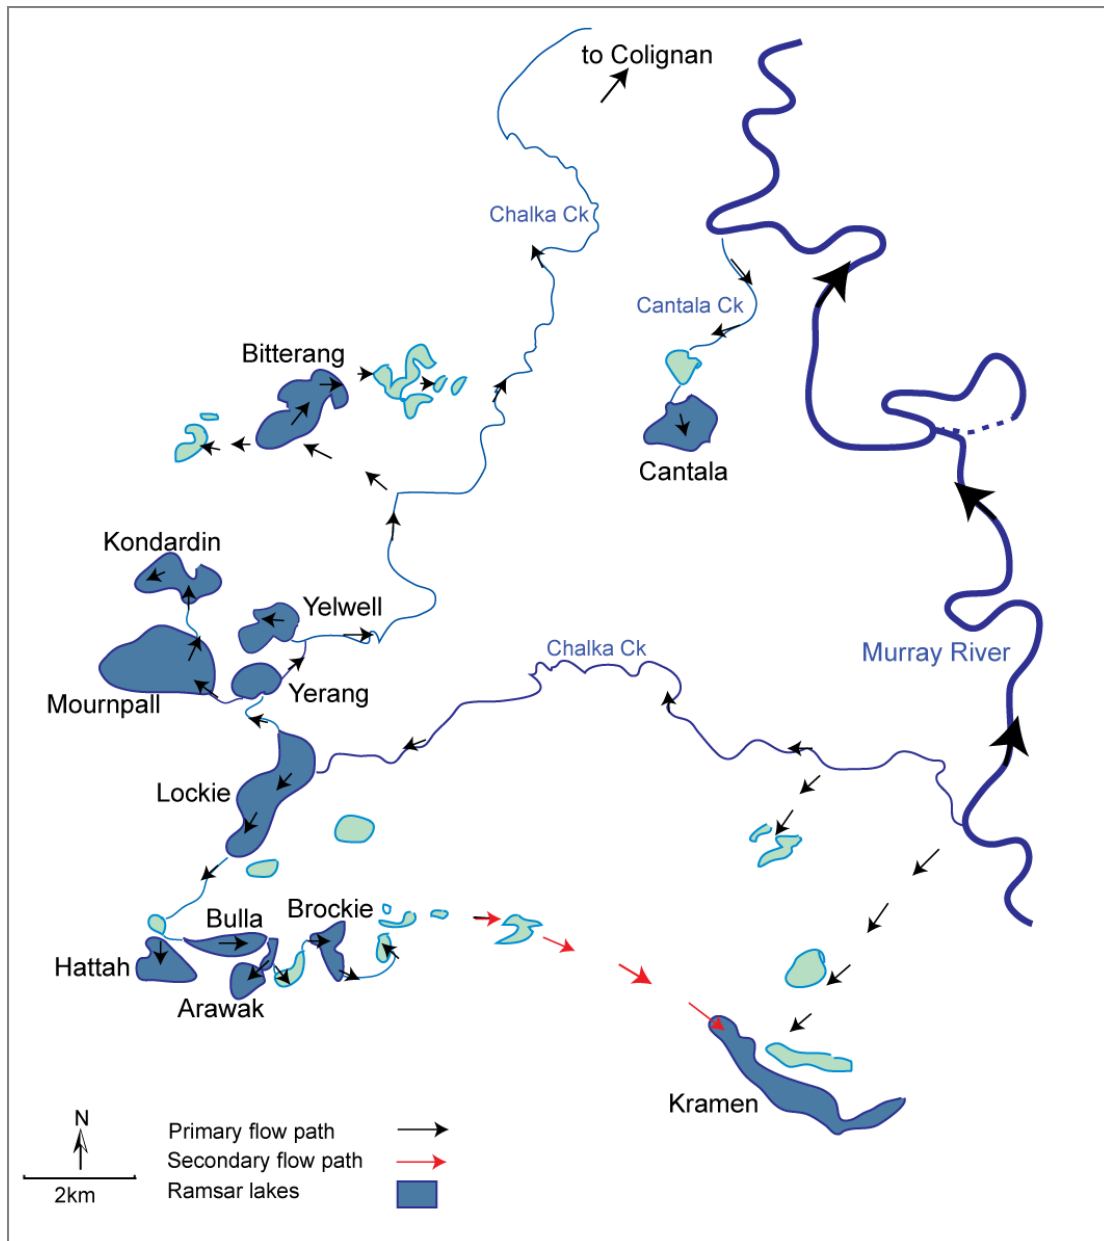 to Colignan
Chalka Ck
Cantala Ck
Bitterang
Cantala
Kondardin
Yelwell
Chalka Ck
Murray River
Mournpall
Yerang
Lockie
Brockie
Bulla
Hattah
Arawak
Kramen
N
2km
Primary flow path
Secondary flow path
Ramsar lakes